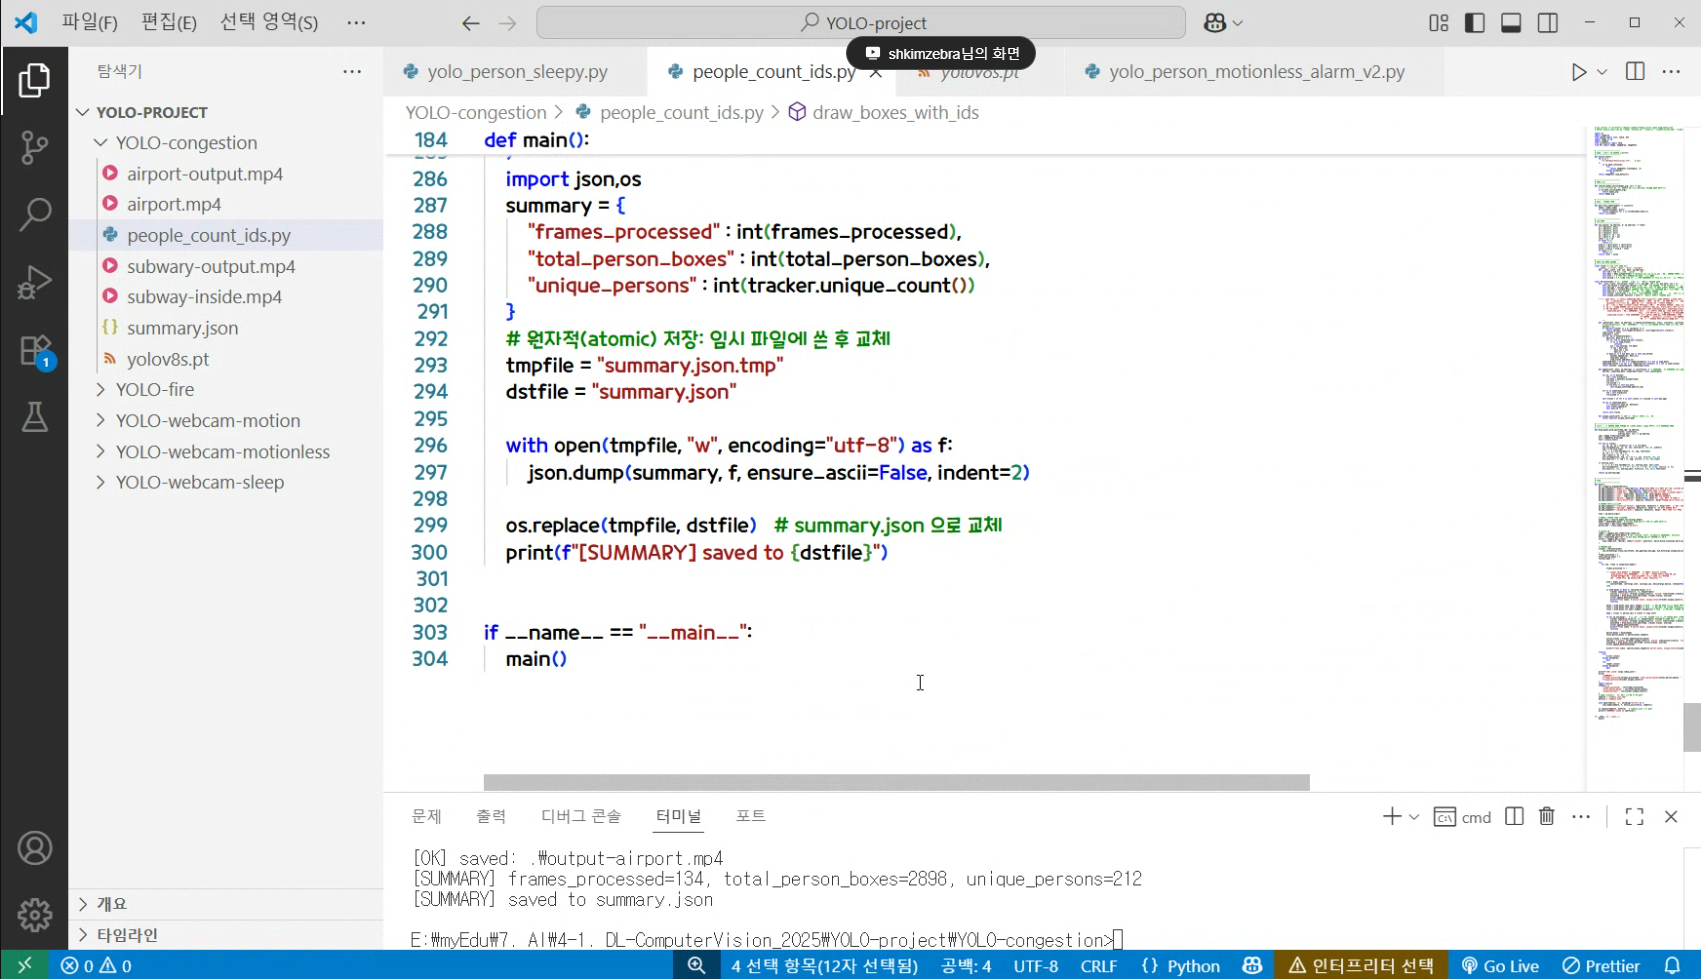 파일(F) 편집(E) 선택 영역(S) ···
YOLO-project
shkimzebra님의 화면
탐색기
yolo_person_sleepy.py
people_count_ids.py
yolov8s.pt
yolo_person_motionless_alarm_v2.py
YOLO-congestion > people_count_ids.py > draw_boxes_with_ids
YOLO-PROJECT
YOLO-congestion
airport-output.mp4
airport.mp4
people_count_ids.py
subwary-output.mp4
subway-inside.mp4
summary.json
yolov8s.pt
YOLO-fire
YOLO-webcam-motion
YOLO-webcam-motionless
YOLO-webcam-sleep
개요
타임라인
184 def main():
286 import json,os
287 summary = {
288 "frames_processed" : int(frames_processed),
289 "total_person_boxes" : int(total_person_boxes),
290 "unique_persons" : int(tracker.unique_count())
291 }
292 # 원자적(atomic) 저장: 임시 파일에 쓴 후 교체
293 tmpfile = "summary.json.tmp"
294 dstfile = "summary.json"
295
296 with open(tmpfile, "w", encoding="utf-8") as f:
297 json.dump(summary, f, ensure_ascii=False, indent=2)
298
299 os.replace(tmpfile, dstfile) # summary.json 으로 교체
300 print(f"[SUMMARY] saved to {dstfile}")
301
302
303 if __name__ == "__main__":
304 main()
문제 출력 디버그 콘솔 터미널 포트
cmd
[OK] saved: .₩output-airport.mp4
[SUMMARY] frames_processed=134, total_person_boxes=2898, unique_persons=212
[SUMMARY] saved to summary.json
E:₩myEdu₩7. AI₩4-1. DL-ComputerVision_2025₩YOLO-project₩YOLO-congestion>
1
0 0
4 선택 항목(12자 선택됨) 공백: 4 UTF-8 CRLF {} Python 인터프리터 선택 Go Live Prettier